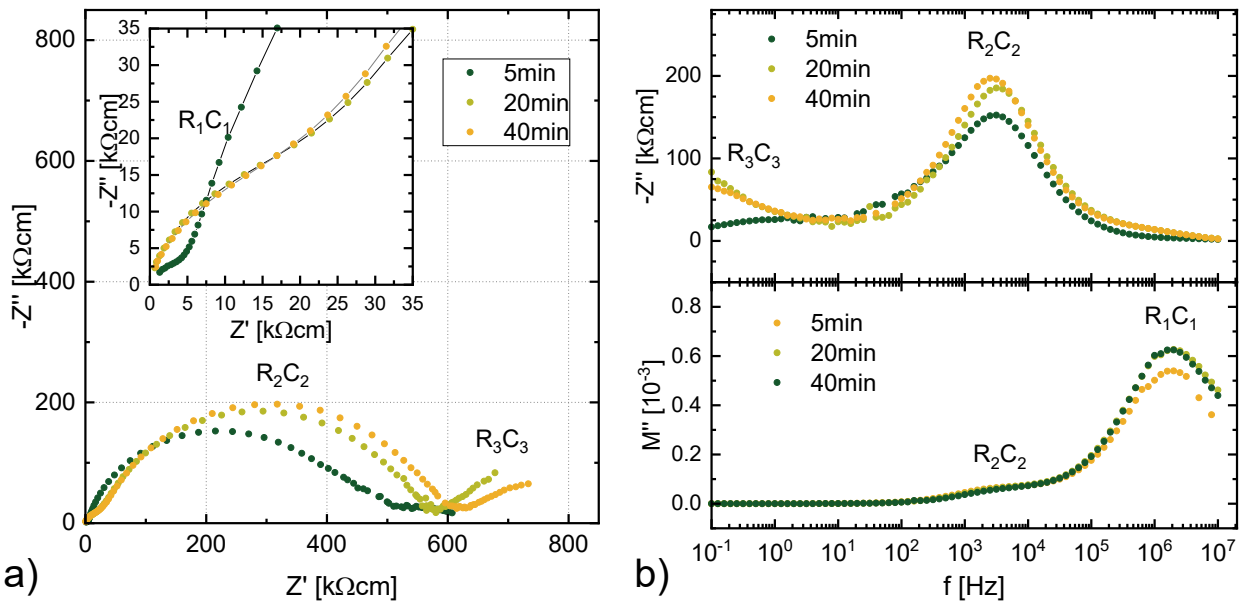 800
600
400
200
0
-Z'' [kΩcm]
0 200 400 600 800
Z' [kΩcm]
35
30
25
20
15
10
5
0
-Z'' [kΩcm]
0 5 10 15 20 25 30 35
Z' [kΩcm]
R₁C₁
5min
20min
40min
R₂C₂
R₃C₃
a)
200
100
0
-Z'' [kΩcm]
5min
20min
40min
R₂C₂
R₃C₃
0.8
0.6
0.4
0.2
0.0
M'' [10⁻³]
5min
20min
40min
R₁C₁
R₂C₂
10⁻¹ 10⁰ 10¹ 10² 10³ 10⁴ 10⁵ 10⁶ 10⁷
f [Hz]
b)